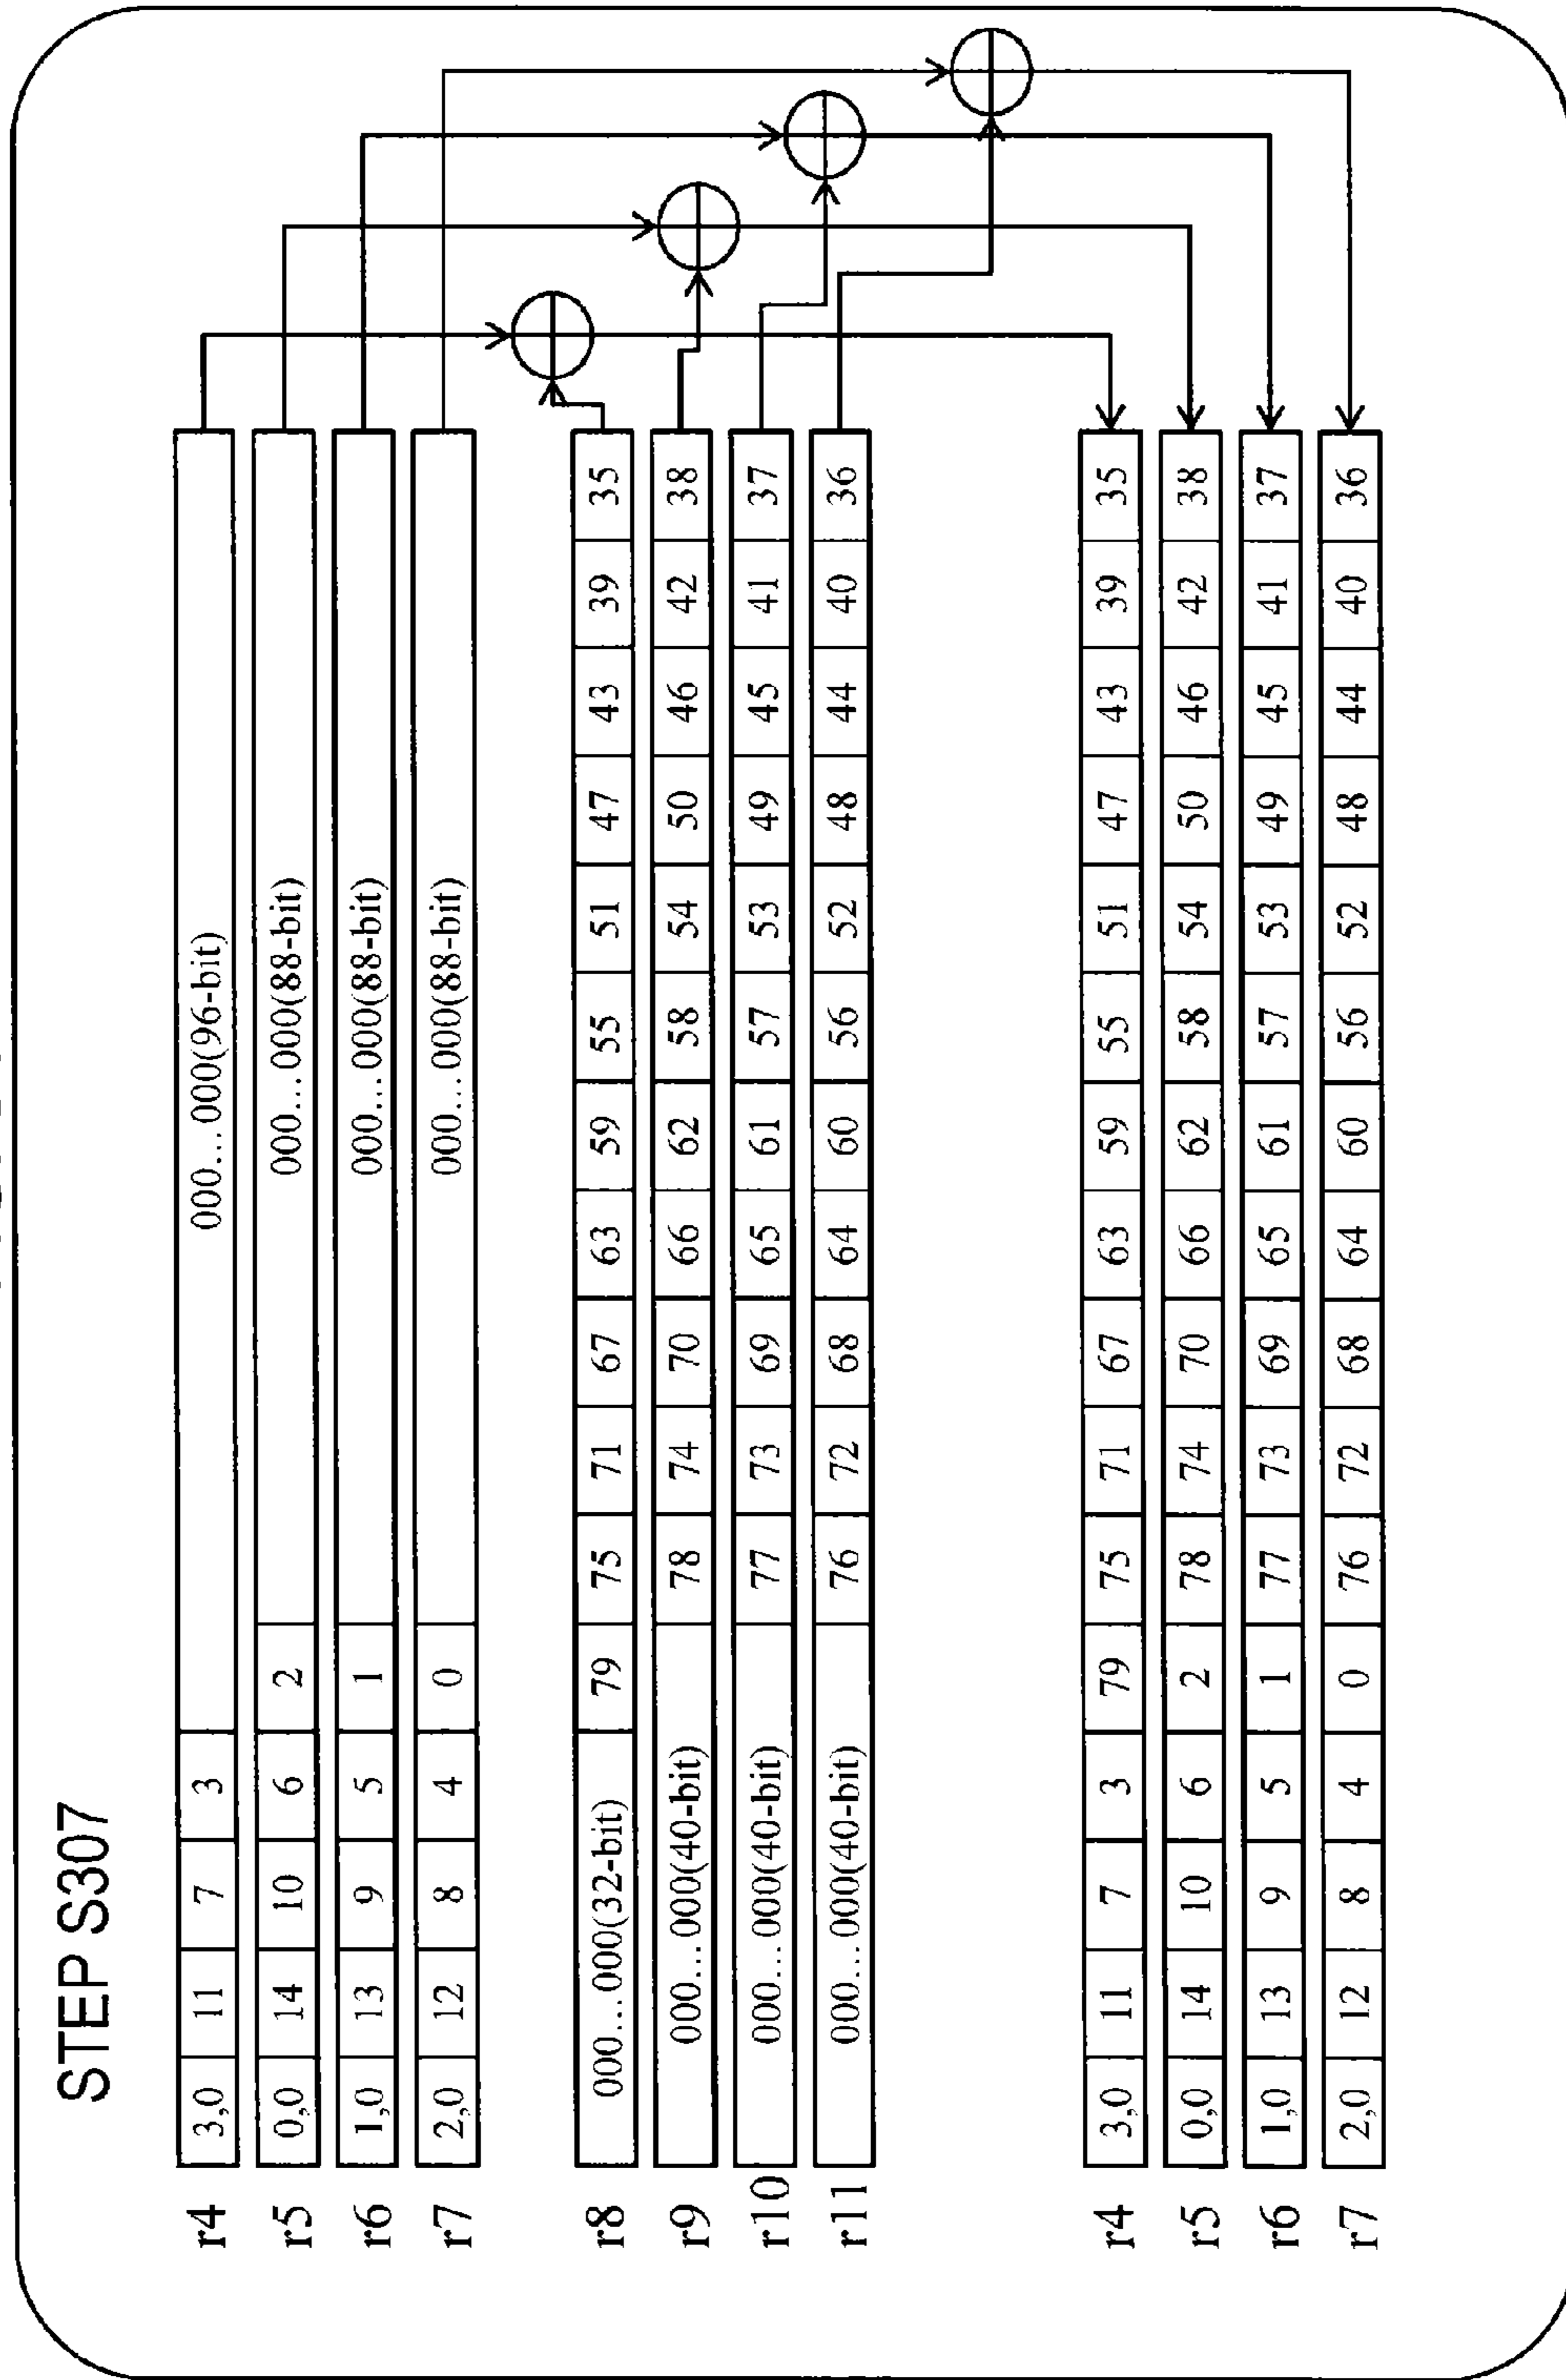 STEP S307
r4 3,0 11 7 3 000...000(96-bit)
r5 0,0 14 10 6 2 000...000(88-bit)
r6 1,0 13 9 5 1 000...000(88-bit)
r7 2,0 12 8 4 0 000...000(88-bit)
r8 000...000(32-bit) 79 75 71 67 63 59 55 51 47 43 39 35
r9 000...000(40-bit) 78 74 70 66 62 58 54 50 46 42 38
r10 000...000(40-bit) 77 73 69 65 61 57 53 49 45 41 37
r11 000...000(40-bit) 76 72 68 64 60 56 52 48 44 40 36
r4 3,0 11 7 3 79 75 71 67 63 59 55 51 47 43 39 35
r5 0,0 14 10 6 2 78 74 70 66 62 58 54 50 46 42 38
r6 1,0 13 9 5 1 77 73 69 65 61 57 53 49 45 41 37
r7 2,0 12 8 4 0 76 72 68 64 60 56 52 48 44 40 36